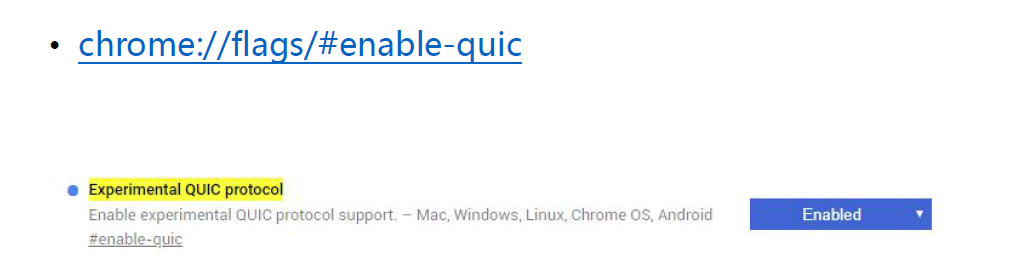 • chrome://flags/#enable-quic
Experimental QUIC protocol
Enable experimental QUIC protocol support. – Mac, Windows, Linux, Chrome OS, Android
#enable-quic
Enabled